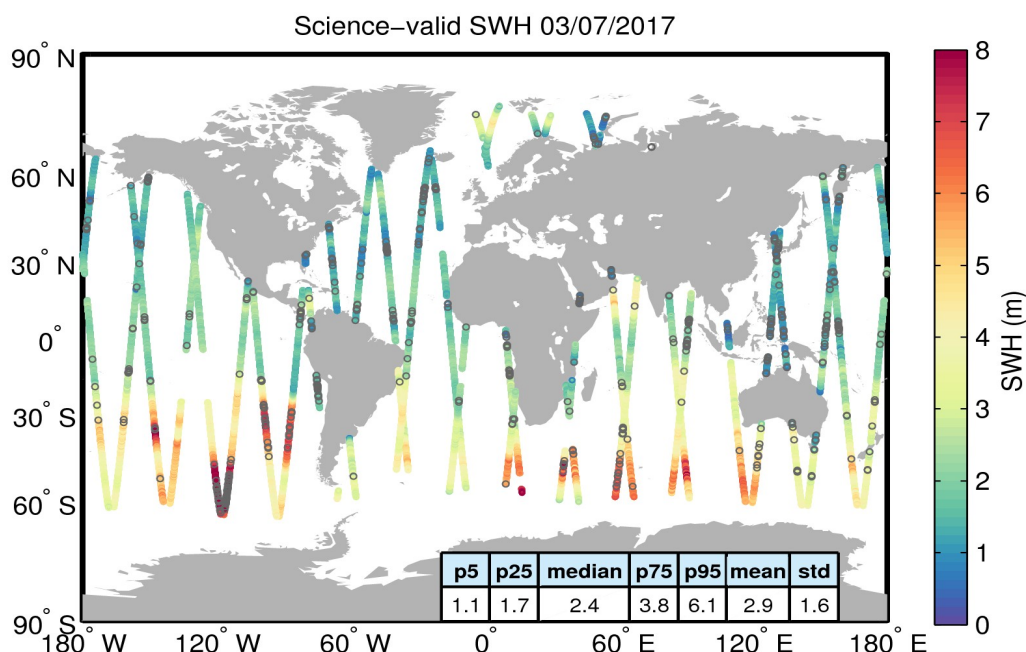 Science−valid SWH 03/07/2017
90° N
60° N
30° N
0°
30° S
60° S
90° S
180° W
120° W
60° W
0°
60° E
120° E
180° E
p5 p25 median p75 p95 mean std
1.1 1.7 2.4 3.8 6.1 2.9 1.6
8
7
6
5
4
3
2
1
0
SWH (m)